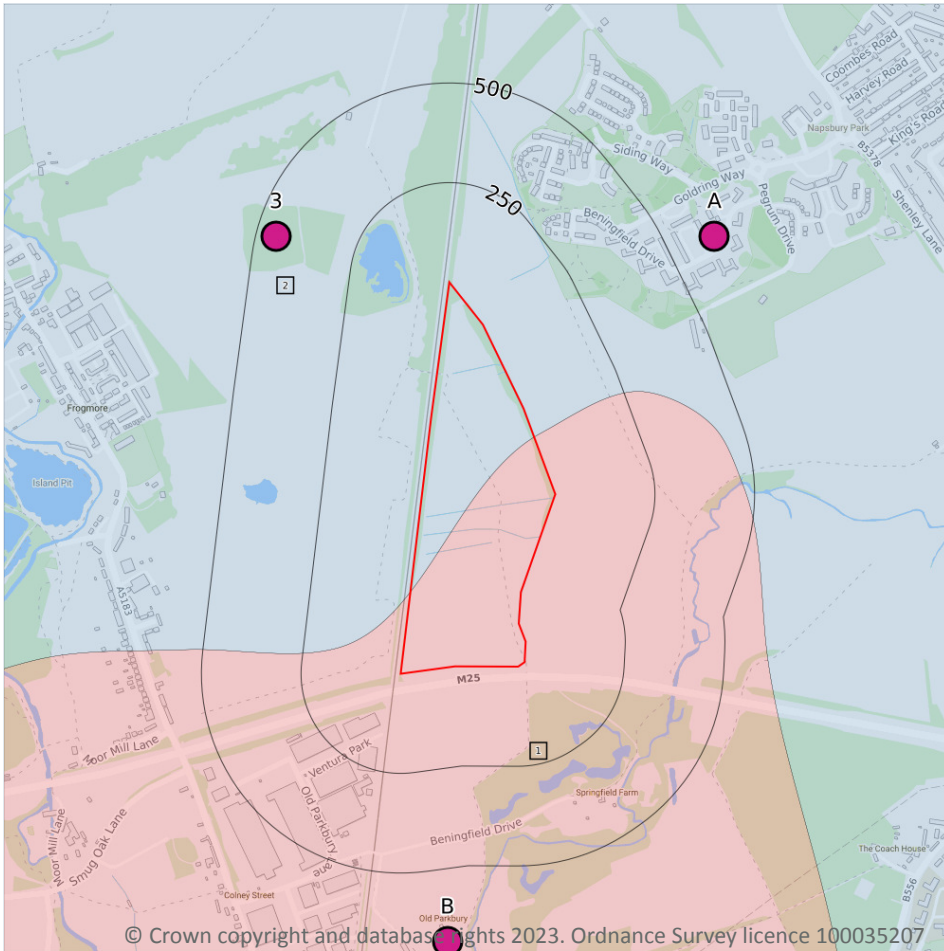 500
Coombes Road
Harvey Road
King's Road
Napsbury Park
B5378
Siding Way
Goldring Way
Shenley Lane
Pegrum Drive
250
3
A
Beningfield Drive
2
Frogmore
Island Pit
A5183
M25
Moor Mill Lane
Ventura Park
1
Old Parkbury Lane
Springfield Farm
Moor Mill Lane
Smug Oak Lane
Beningfield Drive
The Coach House
B556
Colney Street
B
Old Parkbury
© Crown copyright and database rights 2023. Ordnance Survey licence 100035207